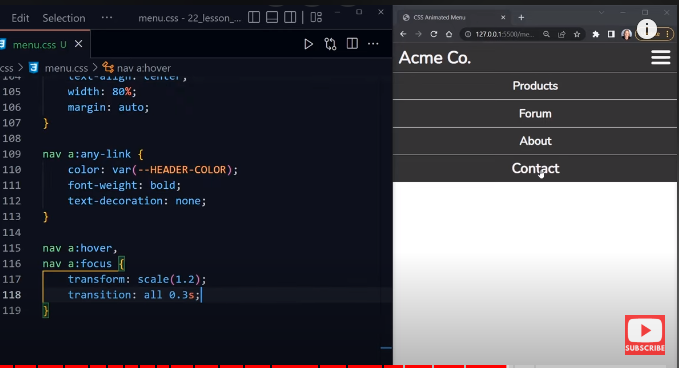 Edit Selection ··· menu.css - 22_lesson_...
menu.css U
css > menu.css > nav a:hover
104 text-align: center;
105 width: 80%;
106 margin: auto;
107 }
108
109 nav a:any-link {
110 color: var(--HEADER-COLOR);
111 font-weight: bold;
112 text-decoration: none;
113 }
114
115 nav a:hover,
116 nav a:focus {
117 transform: scale(1.2);
118 transition: all 0.3s;
119 }
CSS Animated Menu
127.0.0.1:5500/me...
Acme Co.
Products
Forum
About
Contact
SUBSCRIBE